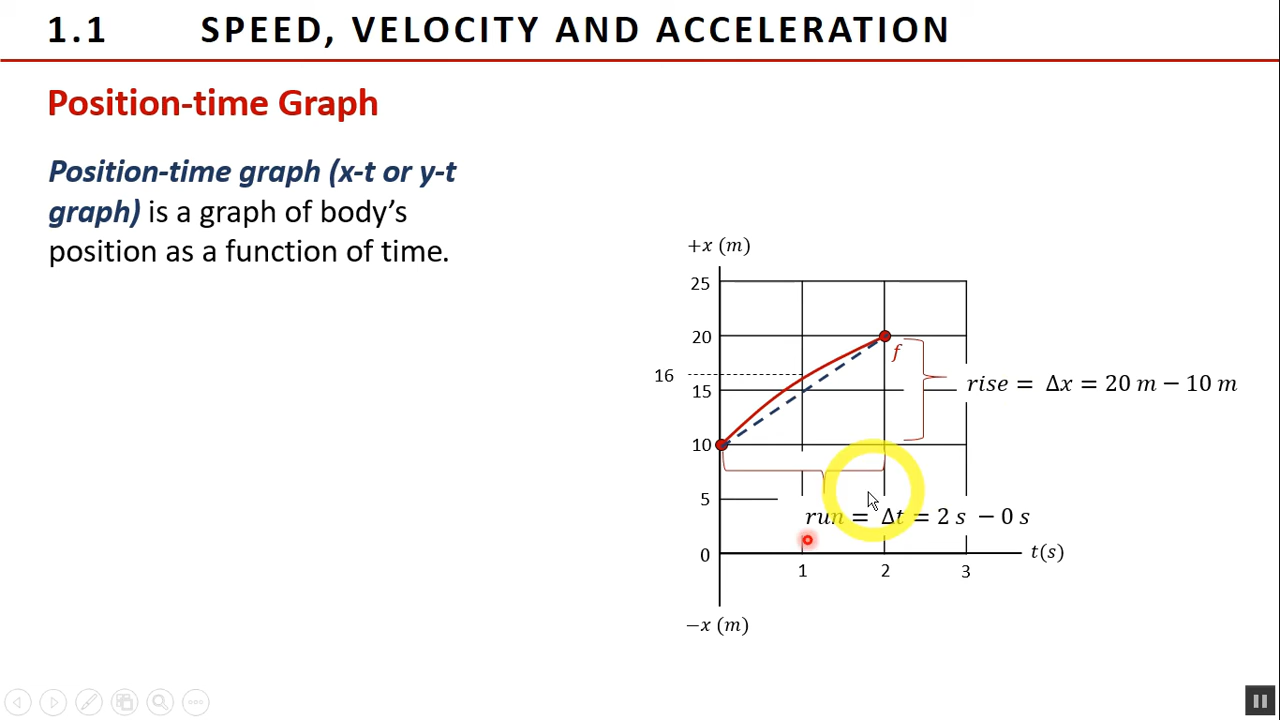 1.1 SPEED, VELOCITY AND ACCELERATION
Position-time Graph
Position-time graph (x-t or y-t
graph) is a graph of body’s
position as a function of time.
+x (m)
25
20
f
16
15
rise = Δx = 20 m − 10 m
10
5
run = Δt = 2 s − 0 s
0
t(s)
1 2 3
−x (m)